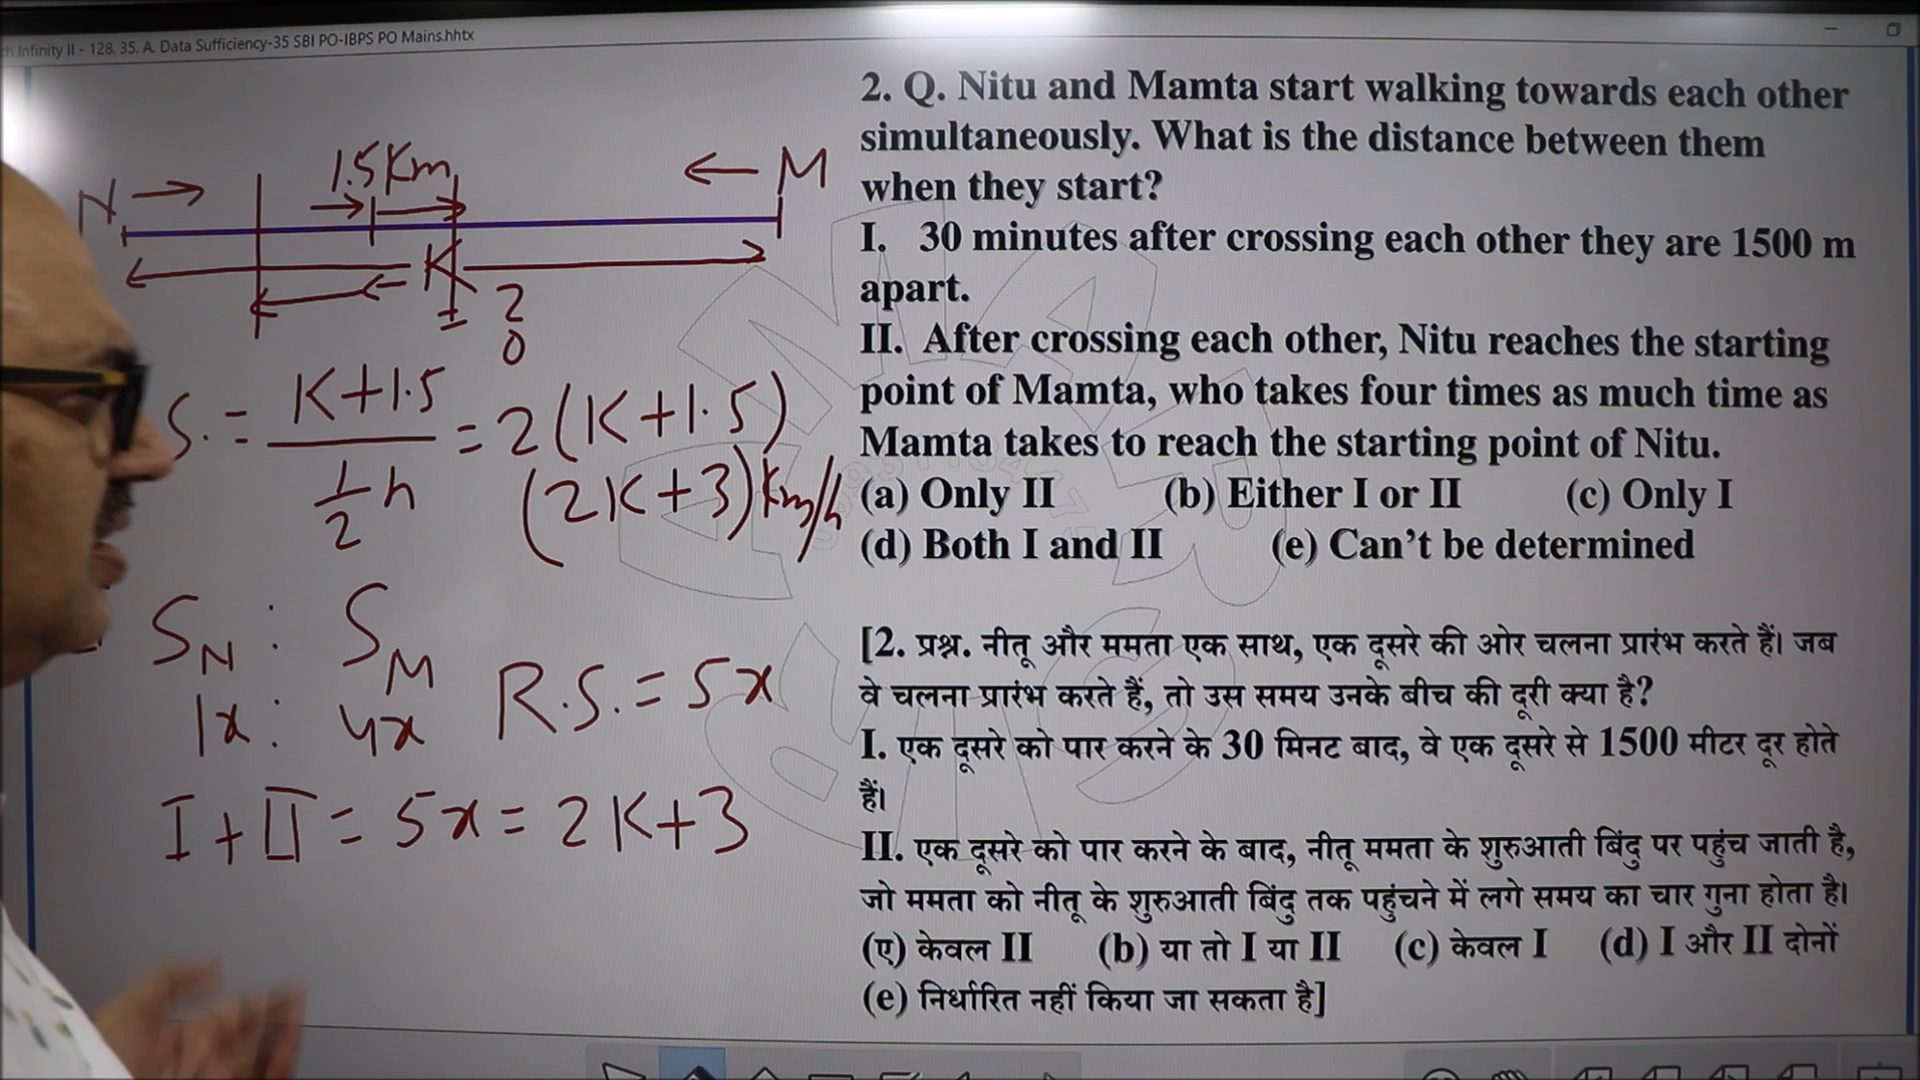 ch Infinity II - 128. 35. A. Data Sufficiency-35 SBI PO-IBPS PO Mains.hhtx
2. Q. Nitu and Mamta start walking towards each other
simultaneously. What is the distance between them
when they start?
I. 30 minutes after crossing each other they are 1500 m
apart.
II. After crossing each other, Nitu reaches the starting
point of Mamta, who takes four times as much time as
Mamta takes to reach the starting point of Nitu.
(a) Only II (b) Either I or II (c) Only I
(d) Both I and II (e) Can't be determined
[2. प्रश्न. नीतू और ममता एक साथ, एक दूसरे की ओर चलना प्रारंभ करते हैं। जब
वे चलना प्रारंभ करते हैं, तो उस समय उनके बीच की दूरी क्या है?
I. एक दूसरे को पार करने के 30 मिनट बाद, वे एक दूसरे से 1500 मीटर दूर होते
हैं।
II. एक दूसरे को पार करने के बाद, नीतू ममता के शुरुआती बिंदु पर पहुंच जाती है,
जो ममता को नीतू के शुरुआती बिंदु तक पहुंचने में लगे समय का चार गुना होता है।
(ए) केवल II (b) या तो I या II (c) केवल I (d) I और II दोनों
(e) निर्धारित नहीं किया जा सकता है]
1.5 Km
N → ← M
K
± 2
0
S. = K+1.5 / 1/2 h = 2(K+1.5)
(2K+3) Km/h
S_N : S_M
1x : 4x R.S. = 5x
I + II = 5x = 2K+3